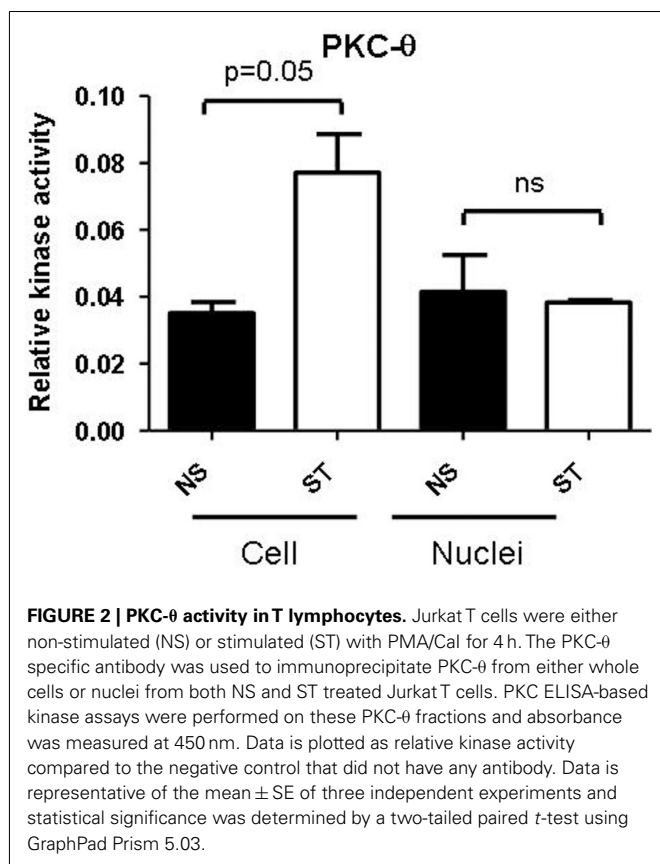 PKC-θ
p=0.05
ns
Relative kinase activity
0.10
0.08
0.06
0.04
0.02
0.00
NS
ST
NS
ST
Cell
Nuclei
FIGURE 2 | PKC-θ activity in T lymphocytes. Jurkat T cells were either
non-stimulated (NS) or stimulated (ST) with PMA/CaI for 4 h. The PKC-θ
specific antibody was used to immunoprecipitate PKC-θ from either whole
cells or nuclei from both NS and ST treated Jurkat T cells. PKC ELISA-based
kinase assays were performed on these PKC-θ fractions and absorbance
was measured at 450 nm. Data is plotted as relative kinase activity
compared to the negative control that did not have any antibody. Data is
representative of the mean ± SE of three independent experiments and
statistical significance was determined by a two-tailed paired t-test using
GraphPad Prism 5.03.